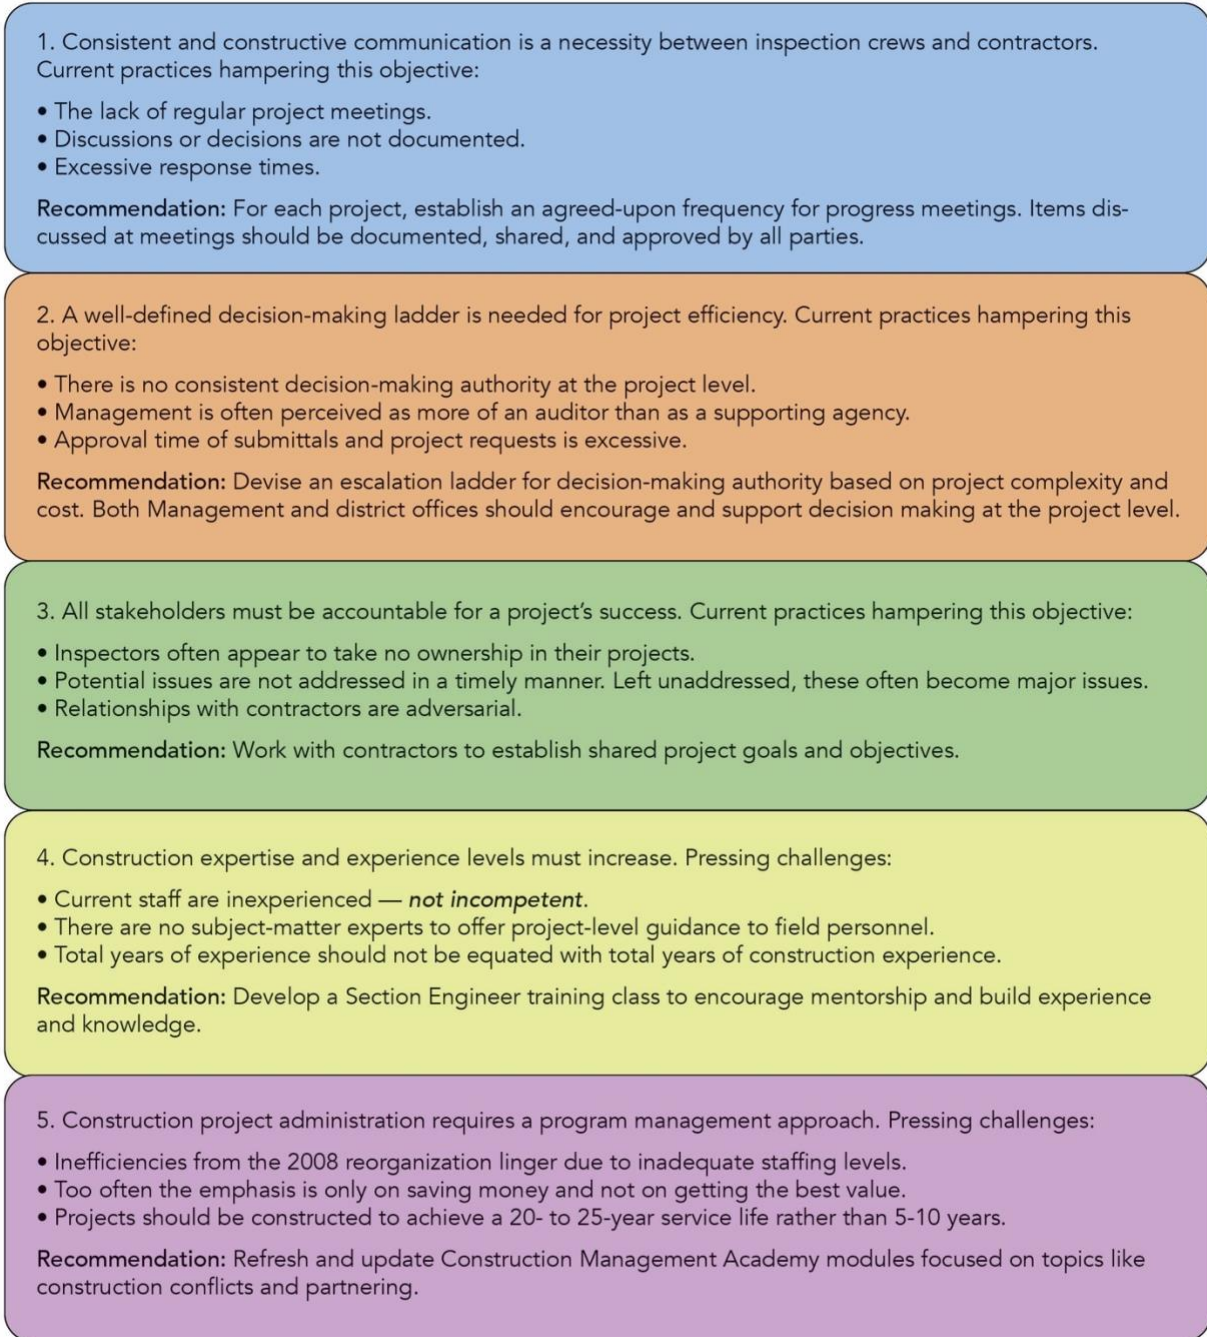 1. Consistent and constructive communication is a necessity between inspection crews and contractors.
Current practices hampering this objective:
• The lack of regular project meetings.
• Discussions or decisions are not documented.
• Excessive response times.
Recommendation: For each project, establish an agreed-upon frequency for progress meetings. Items dis-
cussed at meetings should be documented, shared, and approved by all parties.
2. A well-defined decision-making ladder is needed for project efficiency. Current practices hampering this
objective:
• There is no consistent decision-making authority at the project level.
• Management is often perceived as more of an auditor than as a supporting agency.
• Approval time of submittals and project requests is excessive.
Recommendation: Devise an escalation ladder for decision-making authority based on project complexity and
cost. Both Management and district offices should encourage and support decision making at the project level.
3. All stakeholders must be accountable for a project’s success. Current practices hampering this objective:
• Inspectors often appear to take no ownership in their projects.
• Potential issues are not addressed in a timely manner. Left unaddressed, these often become major issues.
• Relationships with contractors are adversarial.
Recommendation: Work with contractors to establish shared project goals and objectives.
4. Construction expertise and experience levels must increase. Pressing challenges:
• Current staff are inexperienced — not incompetent.
• There are no subject-matter experts to offer project-level guidance to field personnel.
• Total years of experience should not be equated with total years of construction experience.
Recommendation: Develop a Section Engineer training class to encourage mentorship and build experience
and knowledge.
5. Construction project administration requires a program management approach. Pressing challenges:
• Inefficiencies from the 2008 reorganization linger due to inadequate staffing levels.
• Too often the emphasis is only on saving money and not on getting the best value.
• Projects should be constructed to achieve a 20- to 25-year service life rather than 5-10 years.
Recommendation: Refresh and update Construction Management Academy modules focused on topics like
construction conflicts and partnering.